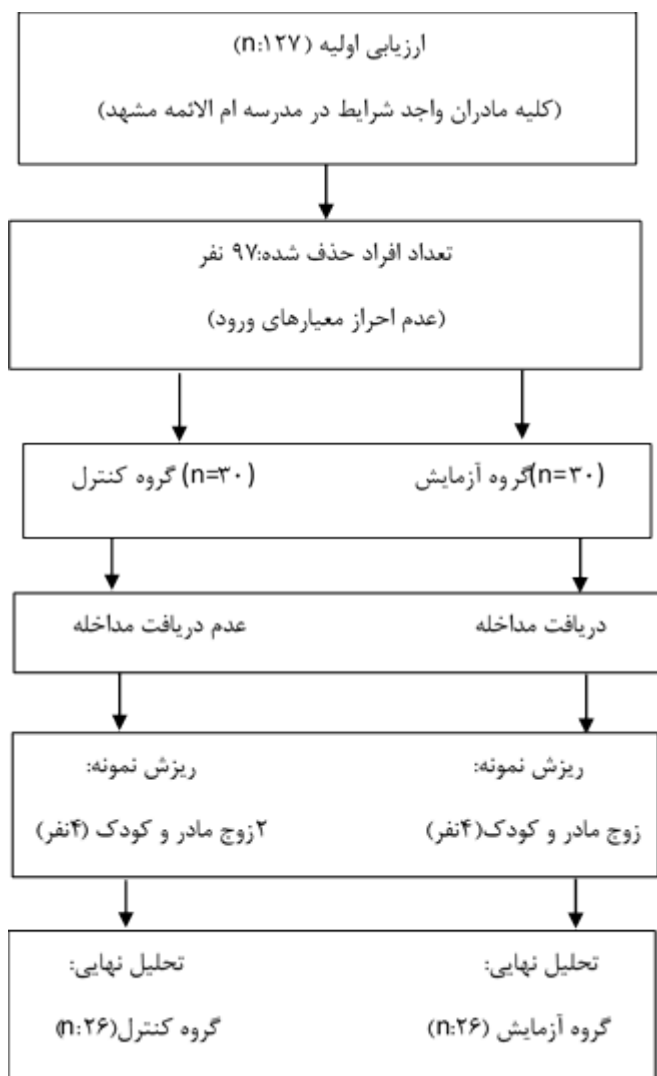 ارزیابی اولیه (n:۱۲۷)
(کلیه مادران واجد شرایط در مدرسه ام الائمه مشهد)
تعداد افراد حذف شده:۹۷ نفر
(عدم احراز معیارهای ورود)
گروه آزمایش(n=۳۰)
گروه کنترل (n=۳۰)
دریافت مداخله
عدم دریافت مداخله
ریزش نمونه:
زوج مادر و کودک(۴نفر)
ریزش نمونه:
۲زوج مادر و کودک (۴نفر)
تحلیل نهایی:
گروه آزمایش (n:۲۶)
تحلیل نهایی:
گروه کنترل(n:۲۶)